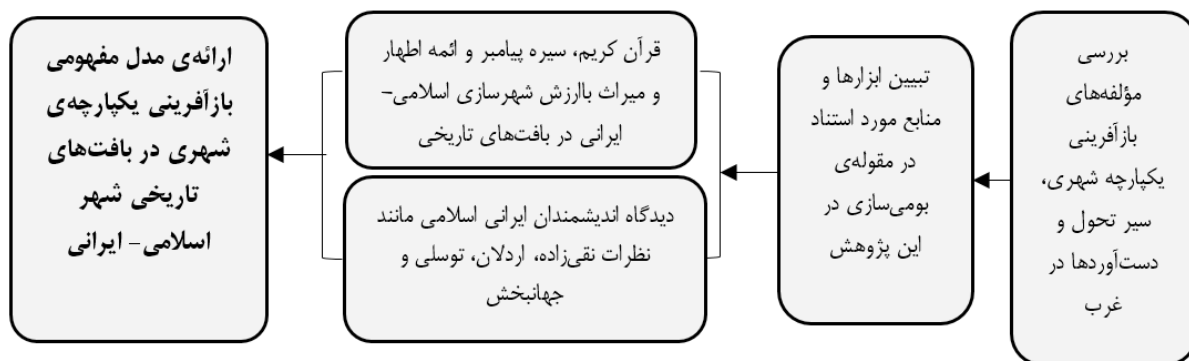 بررسی
مؤلفه‌های
بازآفرینی
یکپارچه شهری،
سیر تحول و
دست‌آوردها در
غرب
تبیین ابزارها و
منابع مورد استناد
در مقوله‌ی
بومی‌سازی در
این پژوهش
قرآن کریم، سیره پیامبر و ائمه اطهار
و میراث باارزش شهرسازی اسلامی-
ایرانی در بافت‌های تاریخی
دیدگاه اندیشمندان ایرانی اسلامی مانند
نظرات نقی‌زاده، اردلان، توسلی و
جهانبخش
ارائه‌ی مدل مفهومی
بازآفرینی یکپارچه‌ی
شهری در بافت‌های
تاریخی شهر
اسلامی- ایرانی